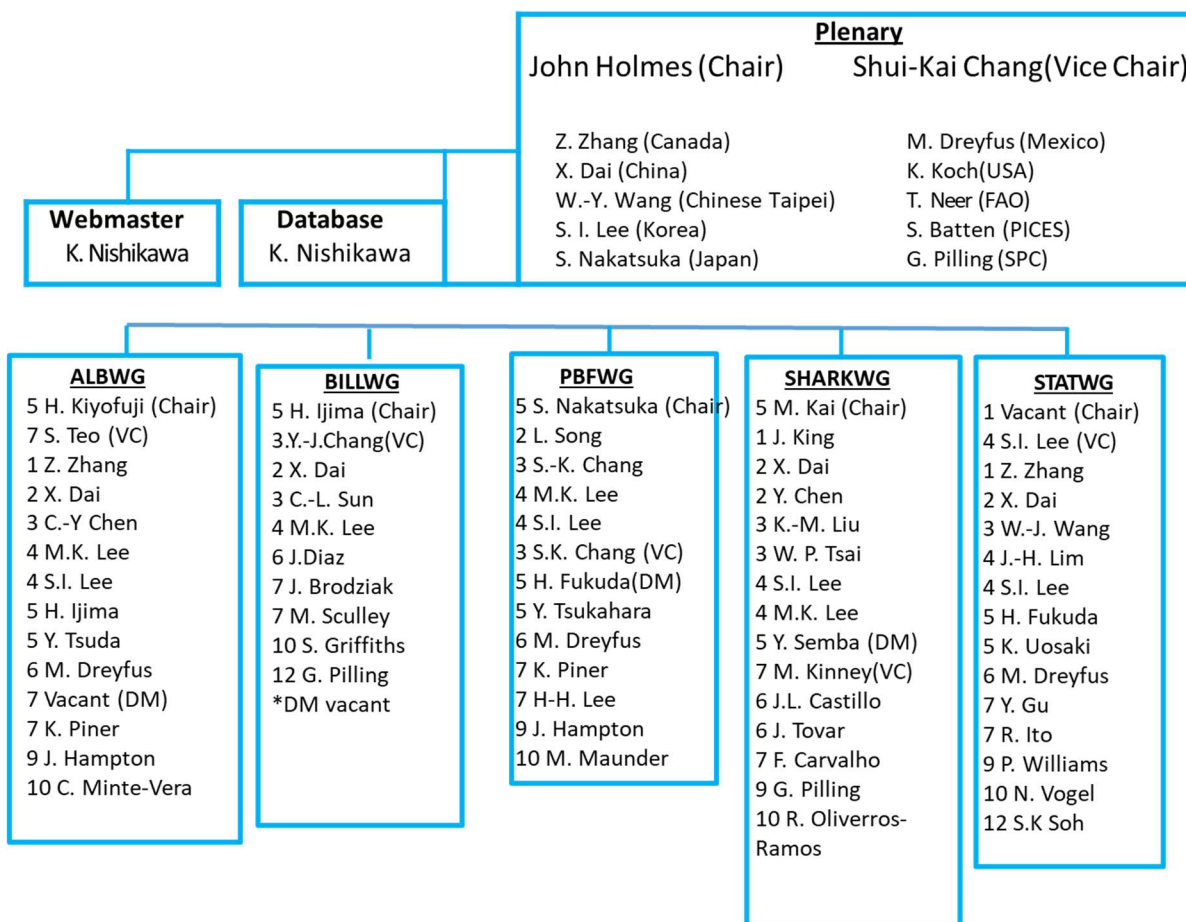 Plenary
John Holmes (Chair) Shui-Kai Chang(Vice Chair)
Z. Zhang (Canada)
X. Dai (China)
W.-Y. Wang (Chinese Taipei)
S. I. Lee (Korea)
S. Nakatsuka (Japan)
M. Dreyfus (Mexico)
K. Koch(USA)
T. Neer (FAO)
S. Batten (PICES)
G. Pilling (SPC)
Webmaster
K. Nishikawa
Database
K. Nishikawa
ALBWG
5 H. Kiyofuji (Chair)
7 S. Teo (VC)
1 Z. Zhang
2 X. Dai
3 C.-Y Chen
4 M.K. Lee
4 S.I. Lee
5 H. Ijima
5 Y. Tsuda
6 M. Dreyfus
7 Vacant (DM)
7 K. Piner
9 J. Hampton
10 C. Minte-Vera
BILLWG
5 H. Ijima (Chair)
3.Y.-J.Chang(VC)
2 X. Dai
3 C.-L. Sun
4 M.K. Lee
6 J.Diaz
7 J. Brodziak
7 M. Sculley
10 S. Griffiths
12 G. Pilling
*DM vacant
PBFWG
5 S. Nakatsuka (Chair)
2 L. Song
3 S.-K. Chang
4 M.K. Lee
4 S.I. Lee
3 S.K. Chang (VC)
5 H. Fukuda(DM)
5 Y. Tsukahara
6 M. Dreyfus
7 K. Piner
7 H-H. Lee
9 J. Hampton
10 M. Maunder
SHARKWG
5 M. Kai (Chair)
1 J. King
2 X. Dai
2 Y. Chen
3 K.-M. Liu
3 W. P. Tsai
4 S.I. Lee
4 M.K. Lee
5 Y. Semba (DM)
7 M. Kinney(VC)
6 J.L. Castillo
6 J. Tovar
7 F. Carvalho
9 G. Pilling
10 R. Oliverros-
Ramos
STATWG
1 Vacant (Chair)
4 S.I. Lee (VC)
1 Z. Zhang
2 X. Dai
3 W.-J. Wang
4 J.-H. Lim
4 S.I. Lee
5 H. Fukuda
5 K. Uosaki
6 M. Dreyfus
7 Y. Gu
7 R. Ito
9 P. Williams
10 N. Vogel
12 S.K Soh